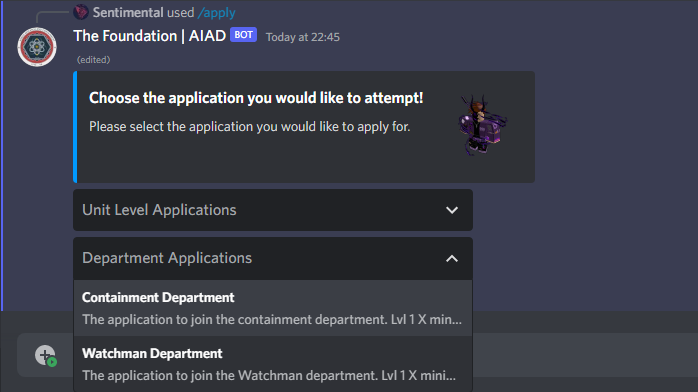 Sentimental used /apply
The Foundation | AIAD BOT Today at 22:45
(edited)
Choose the application you would like to attempt!
Please select the application you would like to apply for.
Unit Level Applications
Department Applications
Containment Department
The application to join the containment department. Lvl 1 X min...
Watchman Department
The application to join the Watchman department. Lvl 1 X mini...